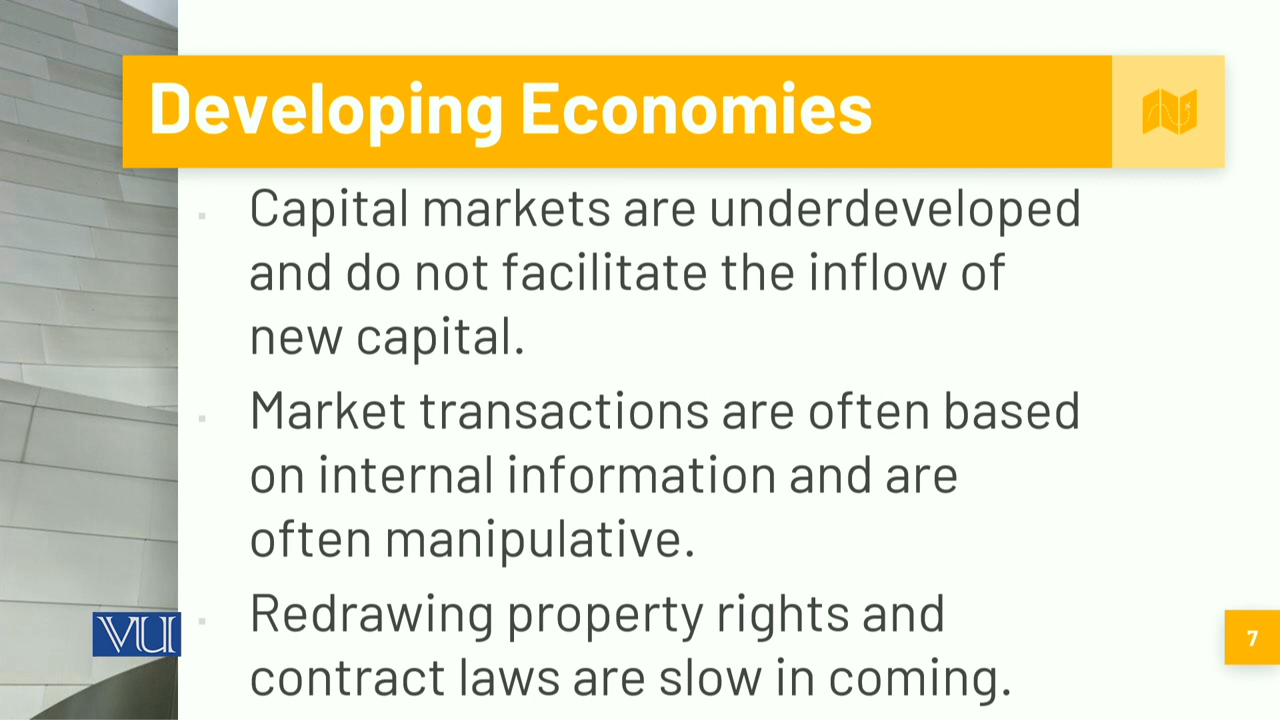 Developing Economies
Capital markets are underdeveloped
and do not facilitate the inflow of
new capital.
Market transactions are often based
on internal information and are
often manipulative.
Redrawing property rights and
contract laws are slow in coming.
VU
7